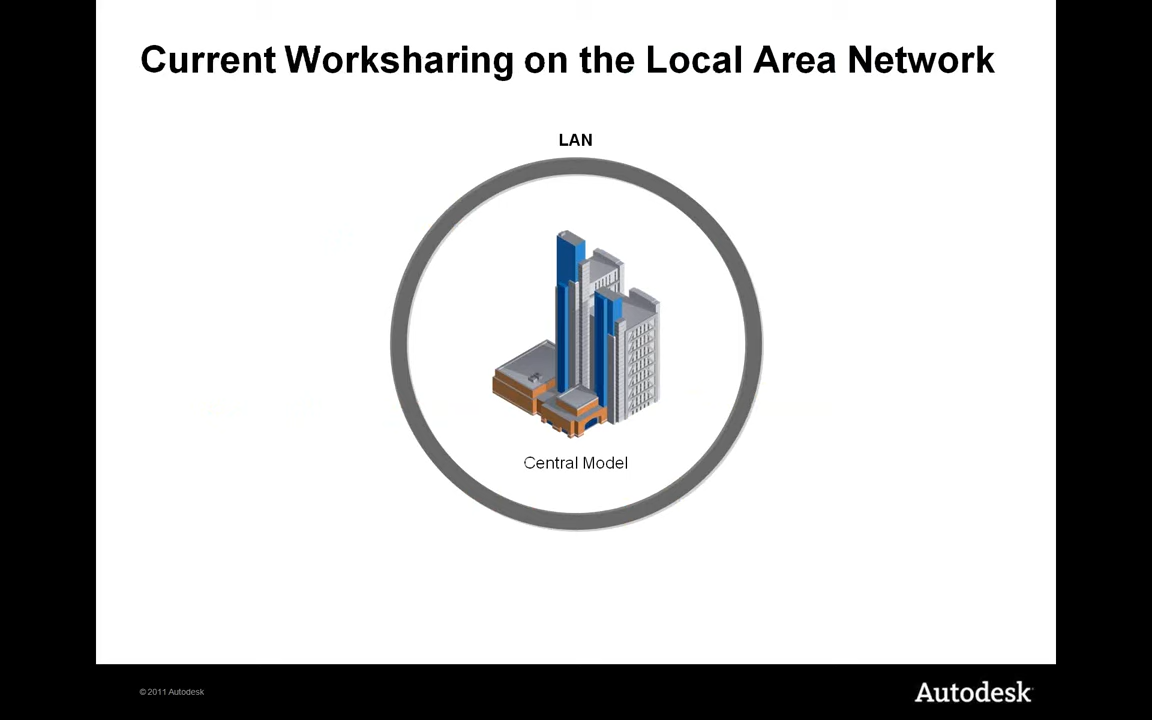 Current Worksharing on the Local Area Network
LAN
Central Model
© 2011 Autodesk
Autodesk